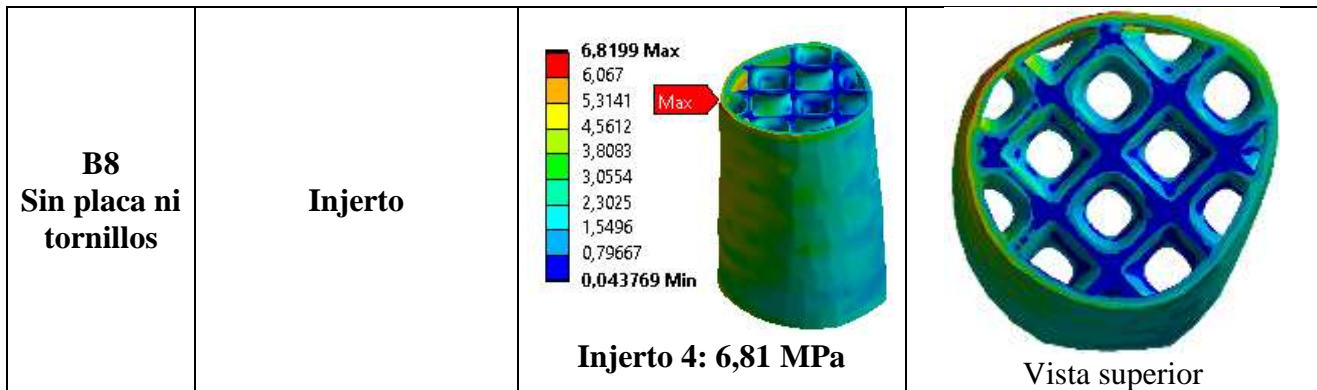 B8
Sin placa ni
tornillos
Injerto
6,8199 Max
6,067
5,3141
4,5612
3,8083
3,0554
2,3025
1,5496
0,79667
0,043769 Min
Max
Injerto 4: 6,81 MPa
Vista superior